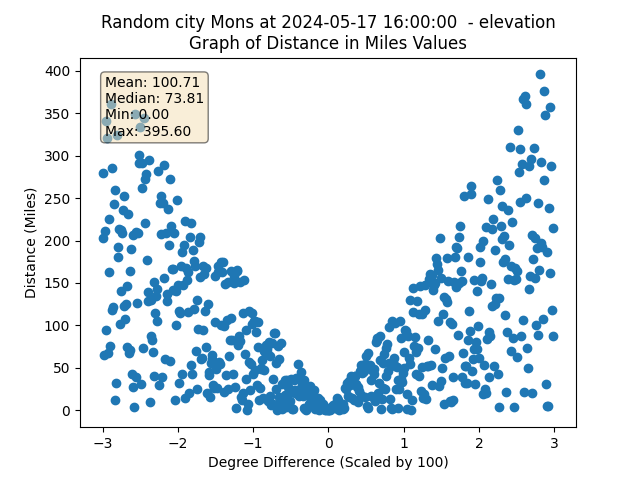 Random city Mons at 2024-05-17 16:00:00  - elevation
Graph of Distance in Miles Values
Mean: 100.71
Median: 73.81
Min: 0.00
Max: 395.60
Distance (Miles)
400
350
300
250
200
150
100
50
0
−3 −2 −1 0 1 2 3
Degree Difference (Scaled by 100)